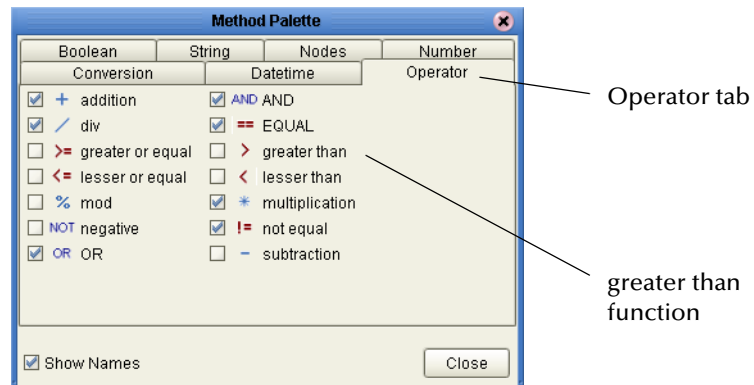 Method Palette
Boolean String Nodes Number
Conversion Datetime Operator
Operator tab
+ addition AND AND
/ div == EQUAL
>= greater or equal > greater than
<= lesser or equal < lesser than
% mod * multiplication
NOT negative != not equal
OR OR - subtraction
greater than
function
Show Names Close